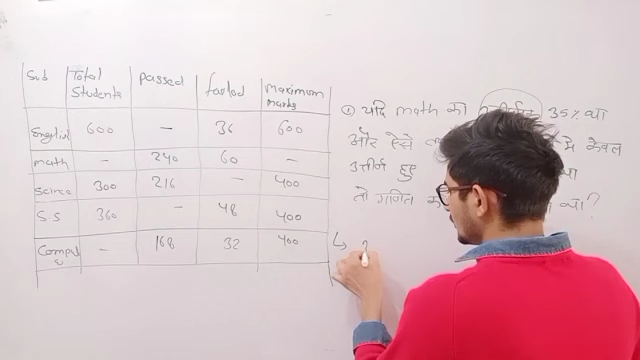 Sub Total Students Passed failed Maximum Marks
English 600 - 36 600
math - 240 60 -
Science 300 216 - 400
S.S 360 - 48 400
- 168 32 400
① यदि math का 35% था
और ऐसे केवल
उत्तीर्ण हुए था
तो गणित था?
↳